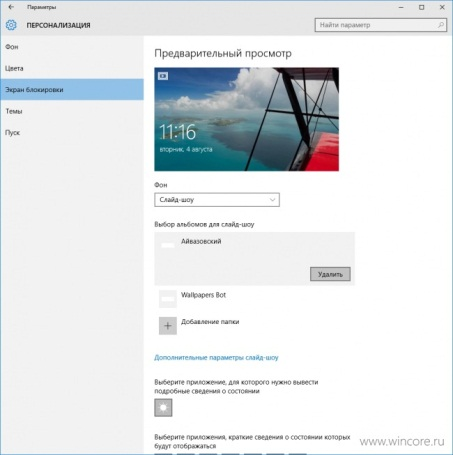 Параметры
ПЕРСОНАЛИЗАЦИЯ
Найти параметр
Фон
Цвета
Экран блокировки
Темы
Пуск
Предварительный просмотр
11:16
вторник, 4 августа
Фон
Слайд-шоу
Выбор альбомов для слайд-шоу
Айвазовский
Удалить
Wallpapers Bot
Добавление папки
Дополнительные параметры слайд-шоу
Выберите приложение, для которого нужно вывести
подробные сведения о состоянии
Выберите приложения, краткие сведения о состоянии которых
будут отображаться
www.wincore.ru